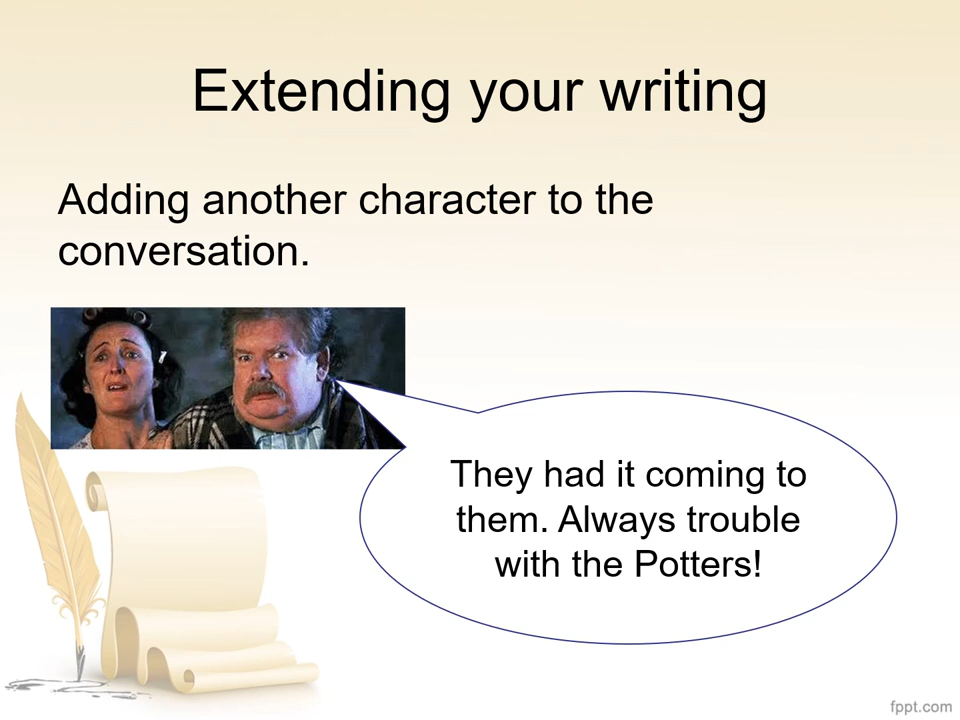 Extending your writing
Adding another character to the
conversation.
They had it coming to
them. Always trouble
with the Potters!
fppt.com